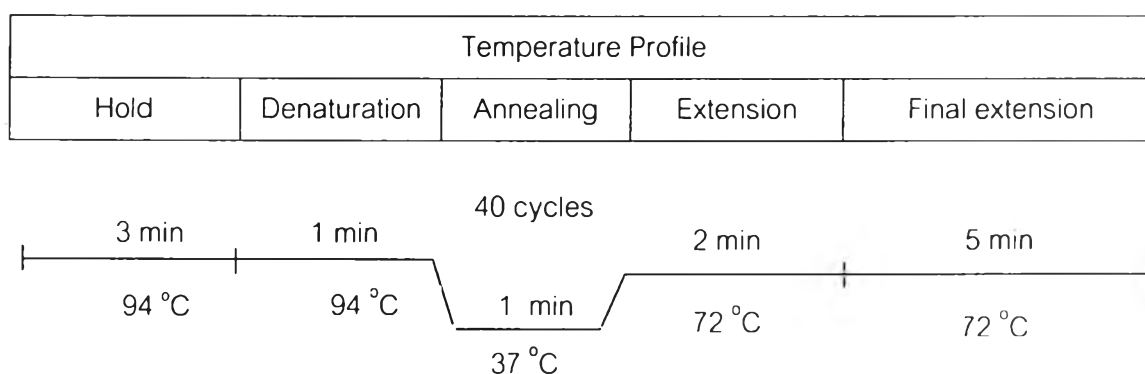 Temperature Profile
Hold Denaturation Annealing Extension Final extension
40 cycles
3 min 1 min 2 min 5 min
94 °C 94 °C 1 min 72 °C 72 °C
37 °C